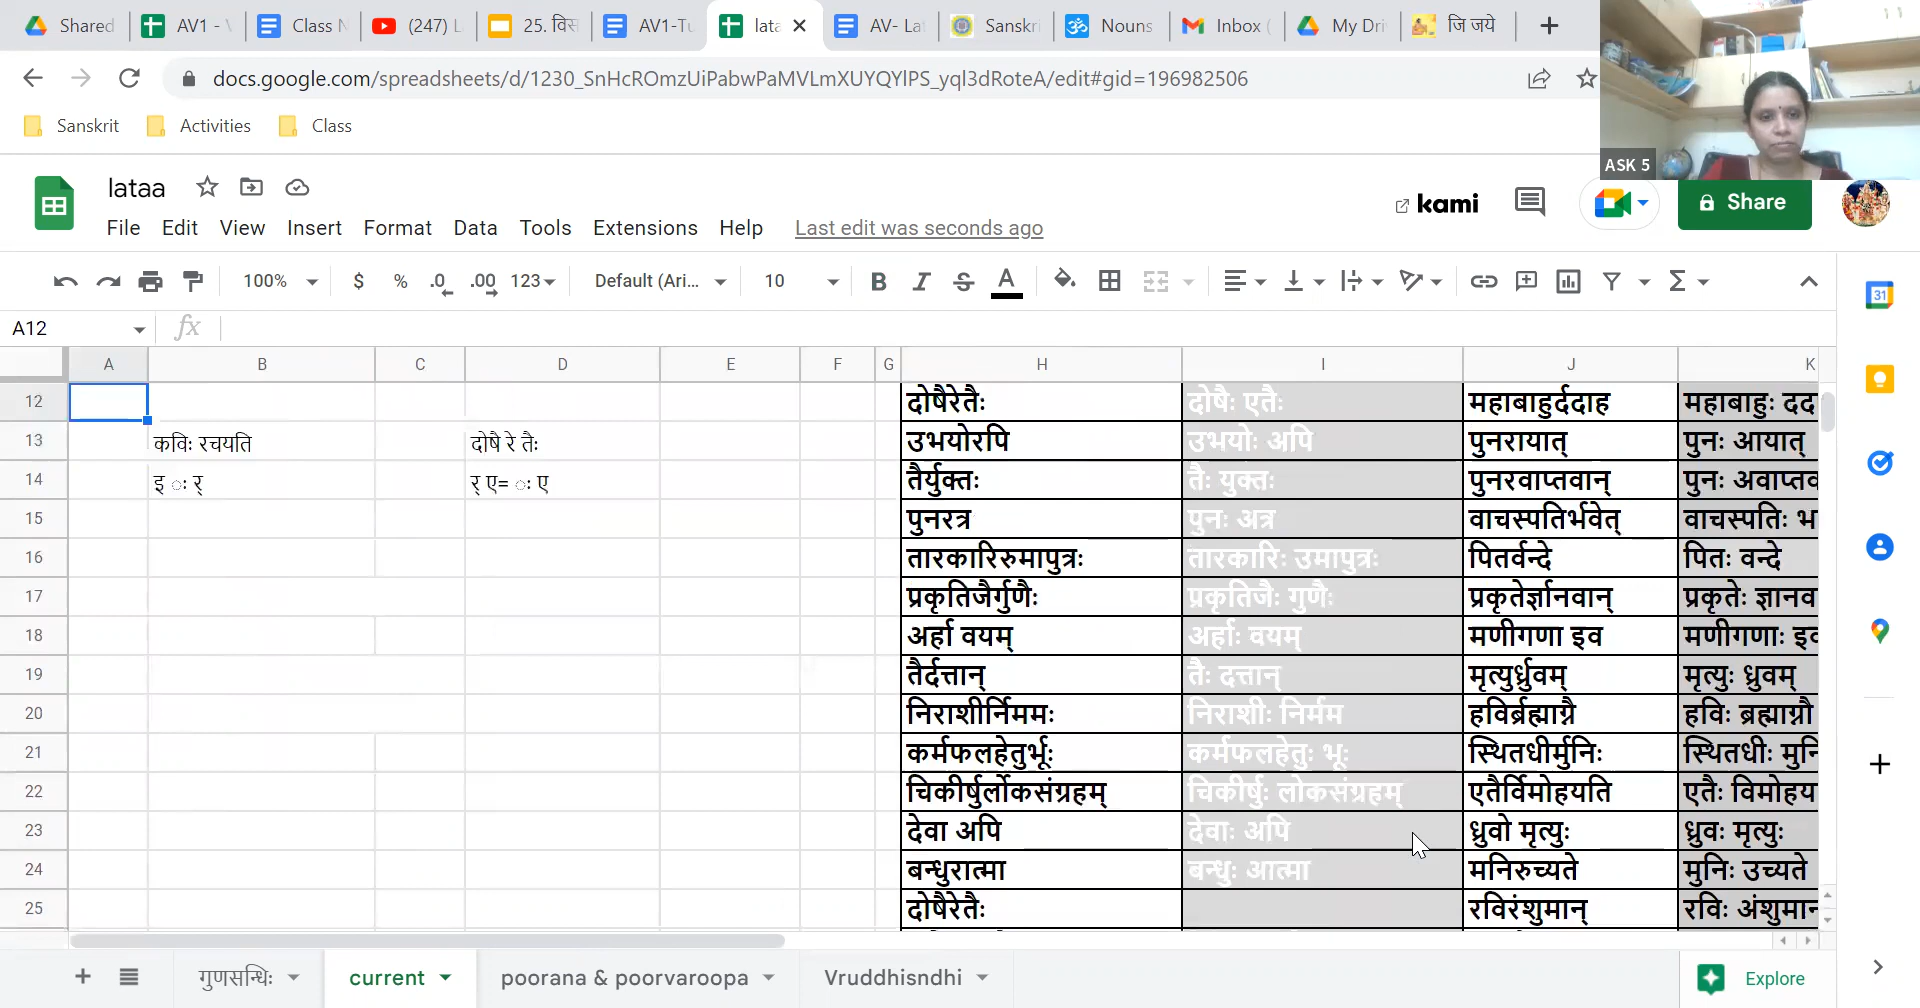 Shared
AV1 -
Class N
(247) L
25. विस
AV1-Tu
lata
AV- La
Sanskri
Nouns
Inbox (
My Dri
जि जये
docs.google.com/spreadsheets/d/1230_SnHcROmzUiPabwPaMVLmXUYQYlPS_yql3dRoteA/edit#gid=196982506
Sanskrit Activities Class
ASK 5
lataa
kami
Share
File Edit View Insert Format Data Tools Extensions Help Last edit was seconds ago
100% $ % .0 .00 123 Default (Ari... 10 B I S A
31
A12 fx
A B C D E F G H I J K
12 दोषैरेतैः दोषैः एतैः महाबाहुर्ददाह महाबाहुः दद
13 कविः रचयति दोषै रे तैः उभयोरपि उभयोः अपि पुनरायात् पुनः आयात्
14 इ ः र् र् ए= ः ए तैर्युक्तः तैः युक्तः पुनरवाप्तवान् पुनः अवाप्तव
15 पुनरत्र पुनः अत्र वाचस्पतिर्भवेत् वाचस्पतिः भ
16 तारकारिरुमापुत्रः तारकारिः उमापुत्रः पितर्वन्दे पितः वन्दे
17 प्रकृतिजैर्गुणैः प्रकृतिजैः गुणैः प्रकृतेर्ज्ञानवान् प्रकृतेः ज्ञानव
18 अर्हा वयम् अर्हाः वयम् मणीगणा इव मणीगणाः इव
19 तैर्दत्तान् तैः दत्तान् मृत्युर्ध्रुवम् मृत्युः ध्रुवम्
20 निराशीर्निममः निराशीः निर्मम हविर्ब्रह्माग्नै हविः ब्रह्माग्नौ
21 कर्मफलहेतुर्भूः कर्मफलहेतुः भूः स्थितधीर्मुनिः स्थितधीः मुनि
22 चिकीर्षुर्लोकसंग्रहम् चिकीर्षुः लोकसंग्रहम् एतैर्विमोहयति एतैः विमोहय
23 देवा अपि देवाः अपि ध्रुवो मृत्युः ध्रुवः मृत्युः
24 बन्धुरात्मा बन्धुः आत्मा मनिरुच्यते मुनिः उच्यते
25 दोषैरेतैः रविरंशुमान् रविः अंशुमान
गुणसन्धिः current poorana & poorvaroopa Vruddhisndhi Explore